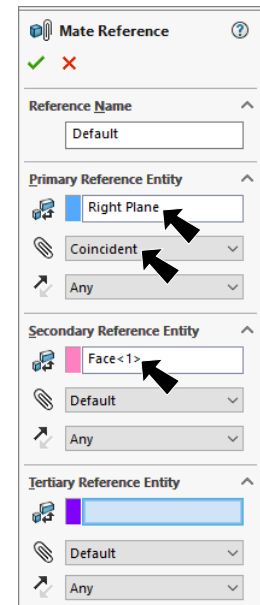 Mate Reference
Reference Name
Default
Primary Reference Entity
Right Plane
Coincident
Any
Secondary Reference Entity
Face<1>
Default
Any
Tertiary Reference Entity
Default
Any